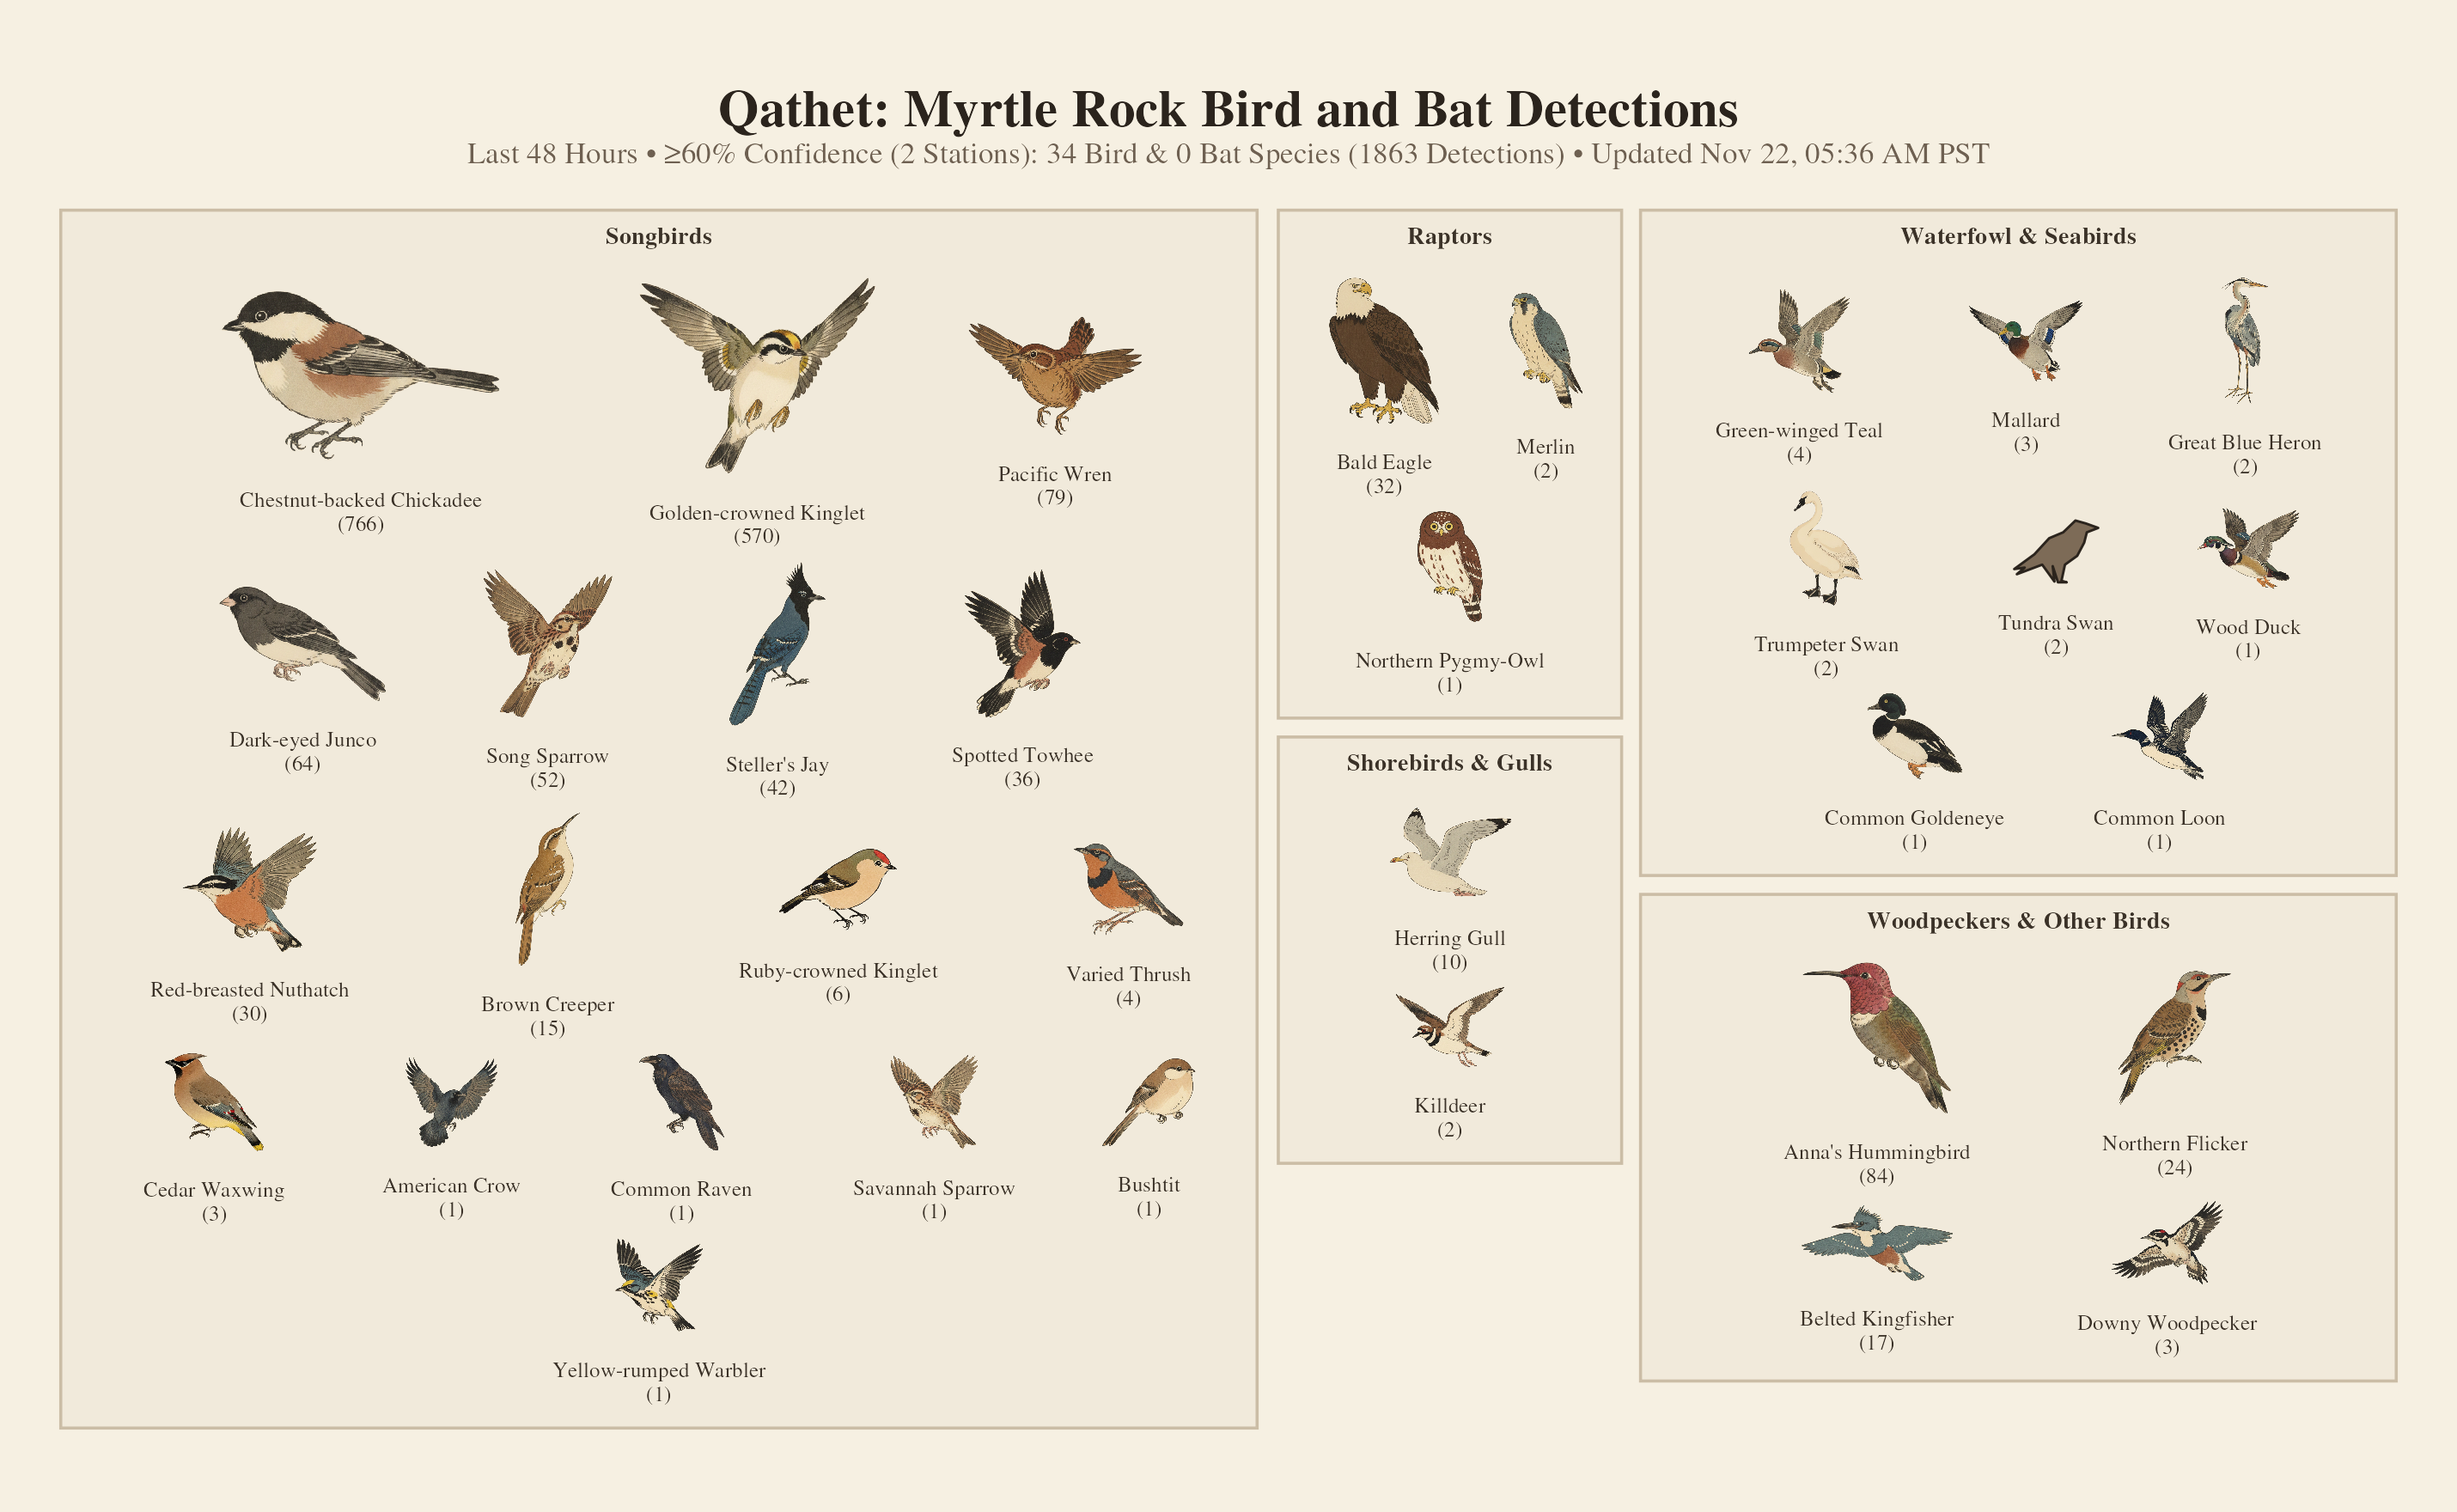 Qathet: Myrtle Rock Bird and Bat Detections
Last 48 Hours • ≥60% Confidence (2 Stations): 34 Bird & 0 Bat Species (1863 Detections) • Updated Nov 22, 05:36 AM PST
Songbirds
Chestnut-backed Chickadee
(766)
Golden-crowned Kinglet
(570)
Pacific Wren
(79)
Dark-eyed Junco
(64)
Song Sparrow
(52)
Steller's Jay
(42)
Spotted Towhee
(36)
Red-breasted Nuthatch
(30)
Brown Creeper
(15)
Ruby-crowned Kinglet
(6)
Varied Thrush
(4)
Cedar Waxwing
(3)
American Crow
(1)
Common Raven
(1)
Savannah Sparrow
(1)
Bushtit
(1)
Yellow-rumped Warbler
(1)
Raptors
Bald Eagle
(32)
Merlin
(2)
Northern Pygmy-Owl
(1)
Shorebirds & Gulls
Herring Gull
(10)
Killdeer
(2)
Waterfowl & Seabirds
Green-winged Teal
(4)
Mallard
(3)
Great Blue Heron
(2)
Trumpeter Swan
(2)
Tundra Swan
(2)
Wood Duck
(1)
Common Goldeneye
(1)
Common Loon
(1)
Woodpeckers & Other Birds
Anna's Hummingbird
(84)
Northern Flicker
(24)
Belted Kingfisher
(17)
Downy Woodpecker
(3)